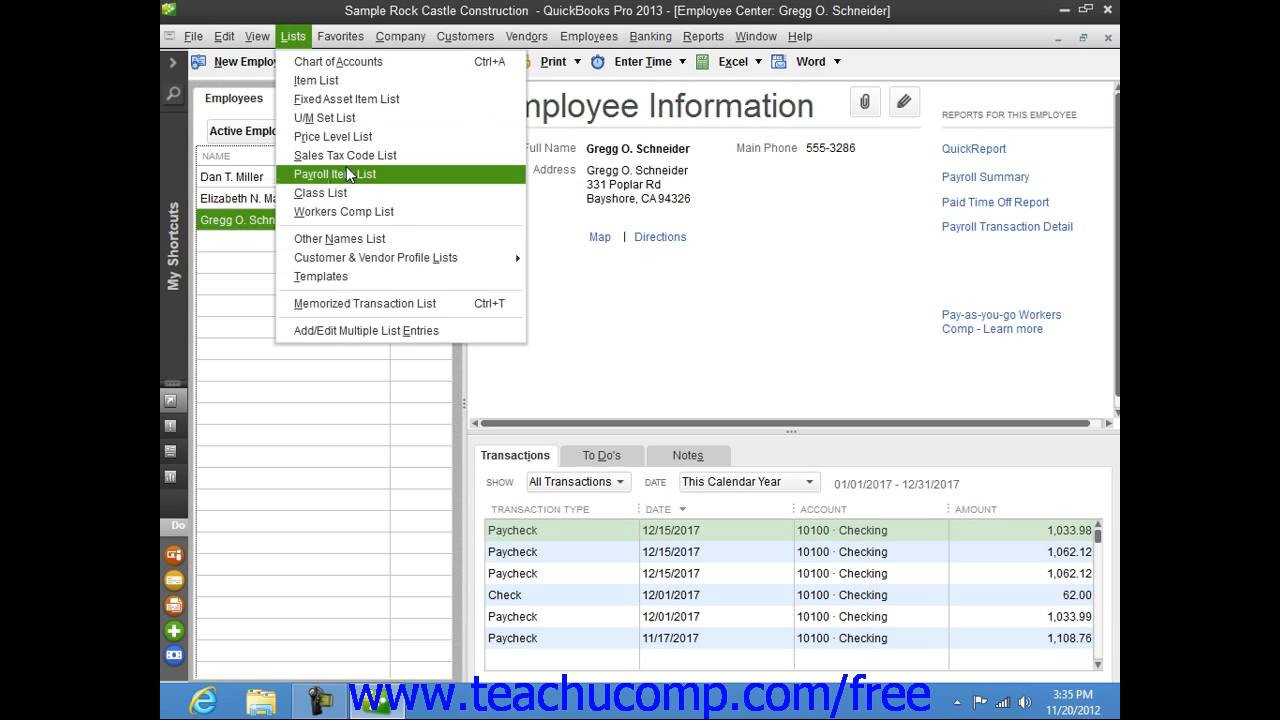 Sample Rock Castle Construction - QuickBooks Pro 2013 - [Employee Center: Gregg O. Schneider]
File Edit View Lists Favorites Company Customers Vendors Employees Banking Reports Window Help
New Employ Print Enter Time Excel Word
Chart of Accounts Ctrl+A
Item List
Fixed Asset Item List
U/M Set List
Price Level List
Sales Tax Code List
Payroll Item List
Class List
Workers Comp List
Other Names List
Customer & Vendor Profile Lists
Templates
Memorized Transaction List Ctrl+T
Add/Edit Multiple List Entries
My Shortcuts
Do
Employees
Active Emplo
NAME
Dan T. Miller
Elizabeth N. Ma
Gregg O. Schn
mployee Information
Full Name Gregg O. Schneider Main Phone 555-3286
Address Gregg O. Schneider
331 Poplar Rd
Bayshore, CA 94326
Map | Directions
REPORTS FOR THIS EMPLOYEE
QuickReport
Payroll Summary
Paid Time Off Report
Payroll Transaction Detail
Pay-as-you-go Workers
Comp - Learn more
Transactions To Do's Notes
SHOW All Transactions DATE This Calendar Year 01/01/2017 - 12/31/2017
TRANSACTION TYPE DATE ACCOUNT AMOUNT
Paycheck 12/15/2017 10100 · Checking 1,033.98
Paycheck 12/15/2017 10100 · Checking 1,062.12
Paycheck 12/15/2017 10100 · Checking 1,062.12
Check 12/01/2017 10100 · Checking 62.00
Paycheck 12/01/2017 10100 · Checking 1,033.99
Paycheck 11/17/2017 10100 · Checking 1,108.76
www.teachucomp.com/free
3:35 PM
11/20/2012